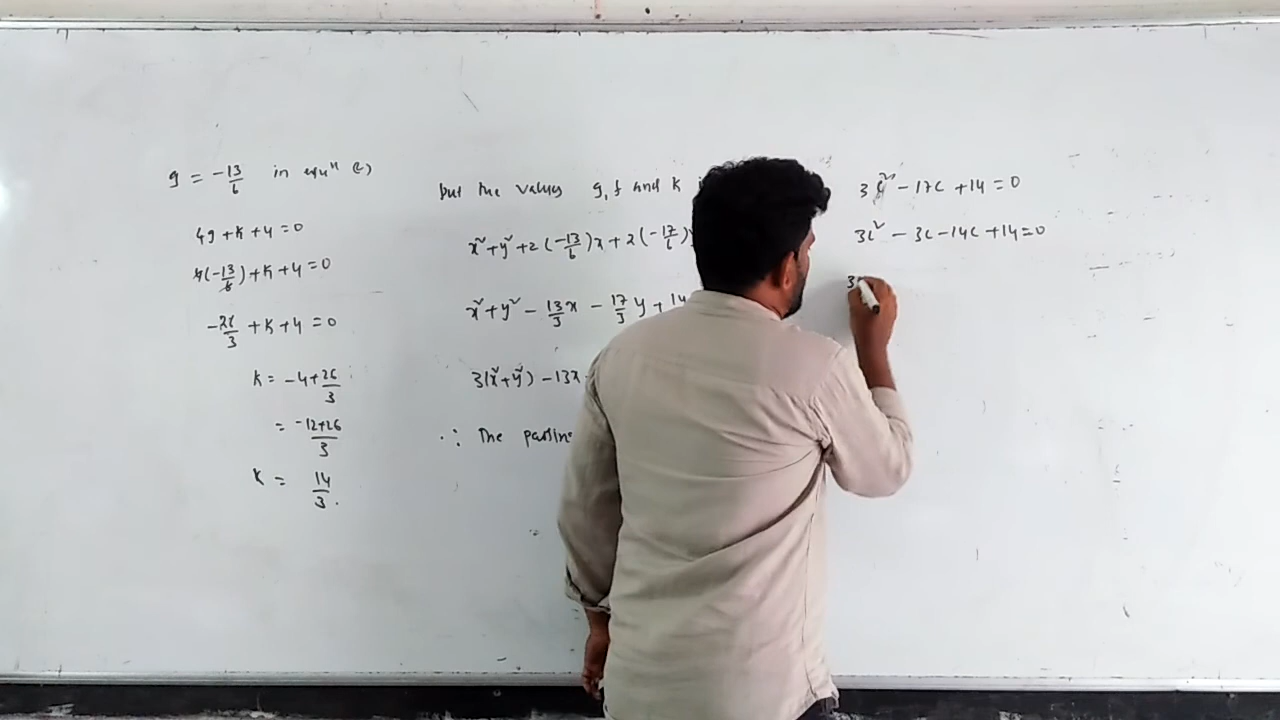 g = -13/6 in equⁿ (2)
4g + k + 4 = 0
4(-13/6) + k + 4 = 0
-26/3 + k + 4 = 0
k = -4 + 26/3
= -12+26/3
k = 14/3.
put the values g, f and k
x² + y² + 2(-13/6)x + 2(-17/6)
x² + y² - 13/3 x - 17/3 y + 14
3(x² + y²) - 13x
∴ The
3c² - 17c + 14 = 0
3c² - 3c - 14c + 14 = 0
3